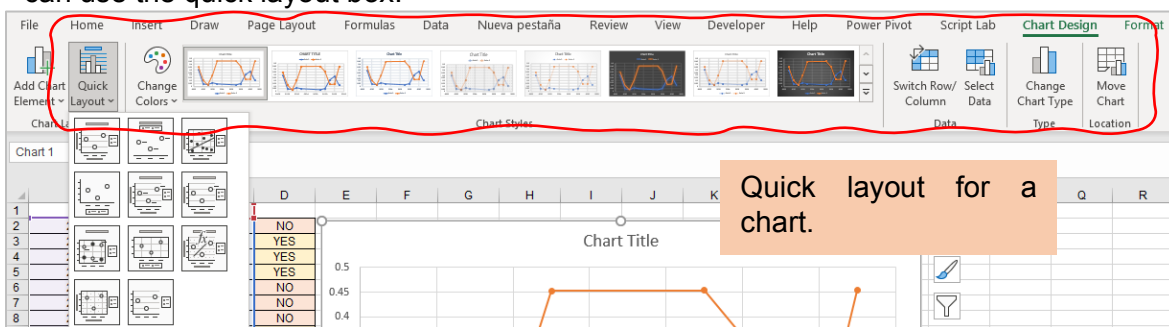 can use the quick layout box.
File Home Insert Draw Page Layout Formulas Data Nueva pestaña Review View Developer Help Power Pivot Script Lab Chart Design Format
Add Chart Element Quick Layout Change Colors Switch Row/ Column Select Data Change Chart Type Move Chart
Chart Styles Data Type Location
Chart 1
Quick layout for a
chart.
D E F G H I J K Q R
1
2 NO
3 YES
4 YES
5 YES
6 NO
7 NO
8 NO
Chart Title
0.5
0.45
0.4